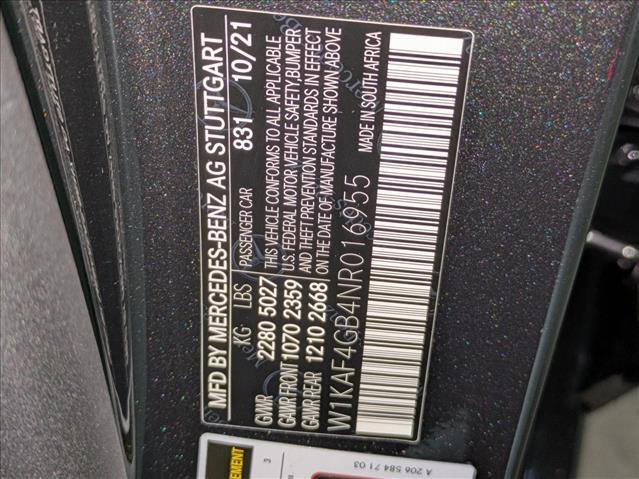 MFD BY MERCEDES-BENZ AG STUTTGART
831 10/21
KG LBS PASSENGER CAR
GVWR 2280 5027
GAWR FRONT 1070 2359
GAWR REAR 1210 2668
THIS VEHICLE CONFORMS TO ALL APPLICABLE
U.S. FEDERAL MOTOR VEHICLE SAFETY,BUMPER
AND THEFT PREVENTION STANDARDS IN EFFECT
ON THE DATE OF MANUFACTURE SHOWN ABOVE
W1KAF4GB4NR016955
MADE IN SOUTH AFRICA
A 206 584 71 03
3